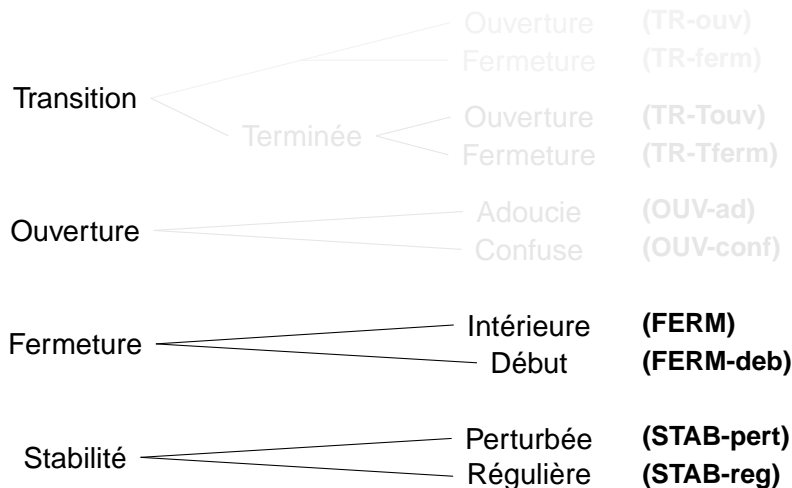 Ouverture (TR-ouv)
Fermeture (TR-ferm)
Transition
Terminée
Ouverture (TR-Touv)
Fermeture (TR-Tferm)
Adoucie (OUV-ad)
Ouverture
Confuse (OUV-conf)
Intérieure (FERM)
Fermeture
Début (FERM-deb)
Perturbée (STAB-pert)
Stabilité
Régulière (STAB-reg)